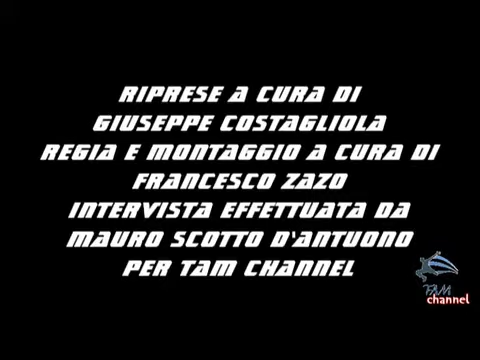 RIPRESE A CURA DI
GIUSEPPE COSTAGLIOLA
REGIA E MONTAGGIO A CURA DI
FRANCESCO ZAZO
INTERVISTA EFFETTUATA DA
MAURO SCOTTO D'ANTUONO
PER TAM CHANNEL
TAM
channel